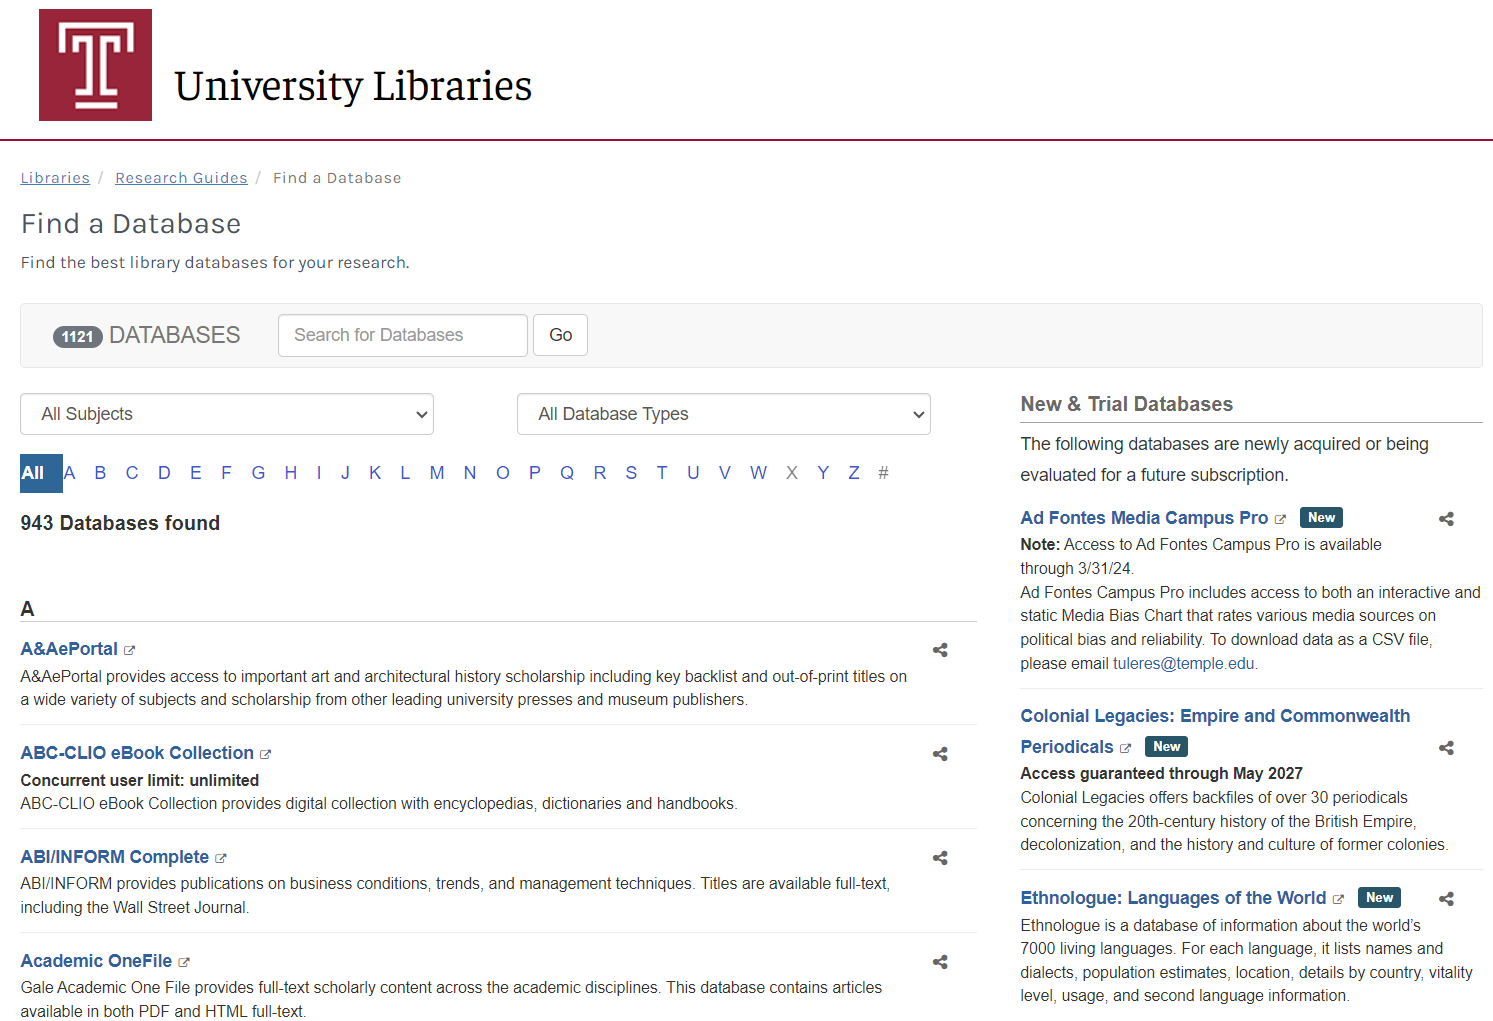 University Libraries
Libraries / Research Guides / Find a Database
Find a Database
Find the best library databases for your research.
1121 DATABASES Search for Databases Go
All Subjects All Database Types
All A B C D E F G H I J K L M N O P Q R S T U V W X Y Z #
943 Databases found
A
A&AePortal
A&AePortal provides access to important art and architectural history scholarship including key backlist and out-of-print titles on
a wide variety of subjects and scholarship from other leading university presses and museum publishers.
ABC-CLIO eBook Collection
Concurrent user limit: unlimited
ABC-CLIO eBook Collection provides digital collection with encyclopedias, dictionaries and handbooks.
ABI/INFORM Complete
ABI/INFORM provides publications on business conditions, trends, and management techniques. Titles are available full-text,
including the Wall Street Journal.
Academic OneFile
Gale Academic One File provides full-text scholarly content across the academic disciplines. This database contains articles
available in both PDF and HTML full-text.
New & Trial Databases
The following databases are newly acquired or being
evaluated for a future subscription.
Ad Fontes Media Campus Pro New
Note: Access to Ad Fontes Campus Pro is available
through 3/31/24.
Ad Fontes Campus Pro includes access to both an interactive and
static Media Bias Chart that rates various media sources on
political bias and reliability. To download data as a CSV file,
please email tuleres@temple.edu.
Colonial Legacies: Empire and Commonwealth
Periodicals New
Access guaranteed through May 2027
Colonial Legacies offers backfiles of over 30 periodicals
concerning the 20th-century history of the British Empire,
decolonization, and the history and culture of former colonies.
Ethnologue: Languages of the World New
Ethnologue is a database of information about the world's
7000 living languages. For each language, it lists names and
dialects, population estimates, location, details by country, vitality
level, usage, and second language information.